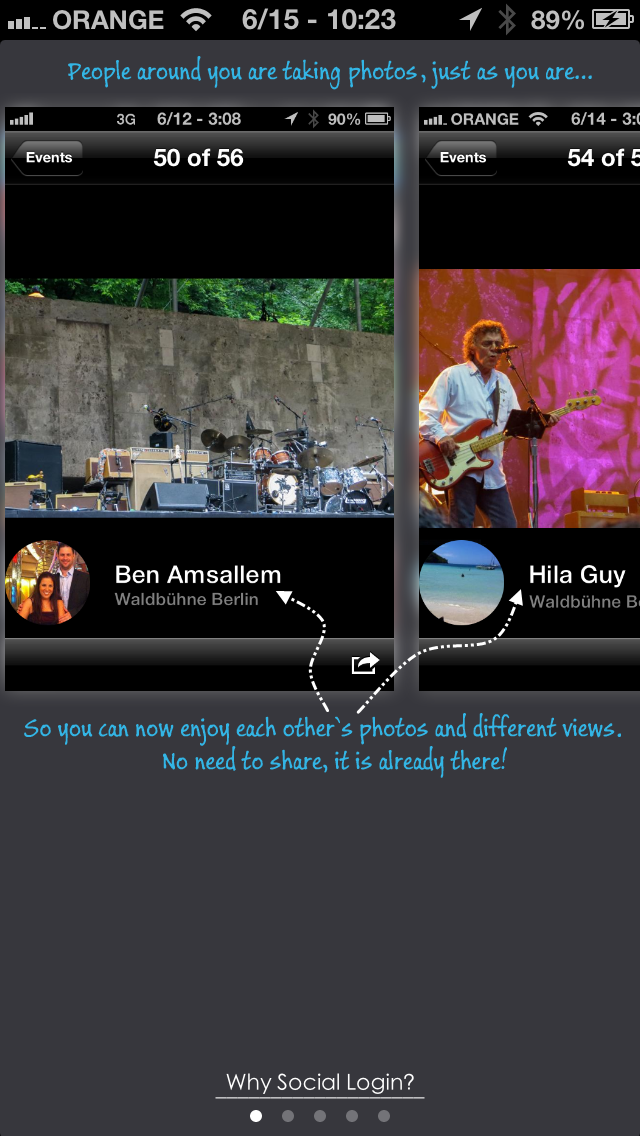 ORANGE 6/15 - 10:23 89%
People around you are taking photos, just as you are...
3G 6/12 - 3:08 90%
Events 50 of 56
Ben Amsallem
Waldbühne Berlin
ORANGE 6/14 - 3:0
Events 54 of 5
Hila Guy
Waldbühne Be
So you can now enjoy each other`s photos and different views.
No need to share, it is already there!
Why Social Login?